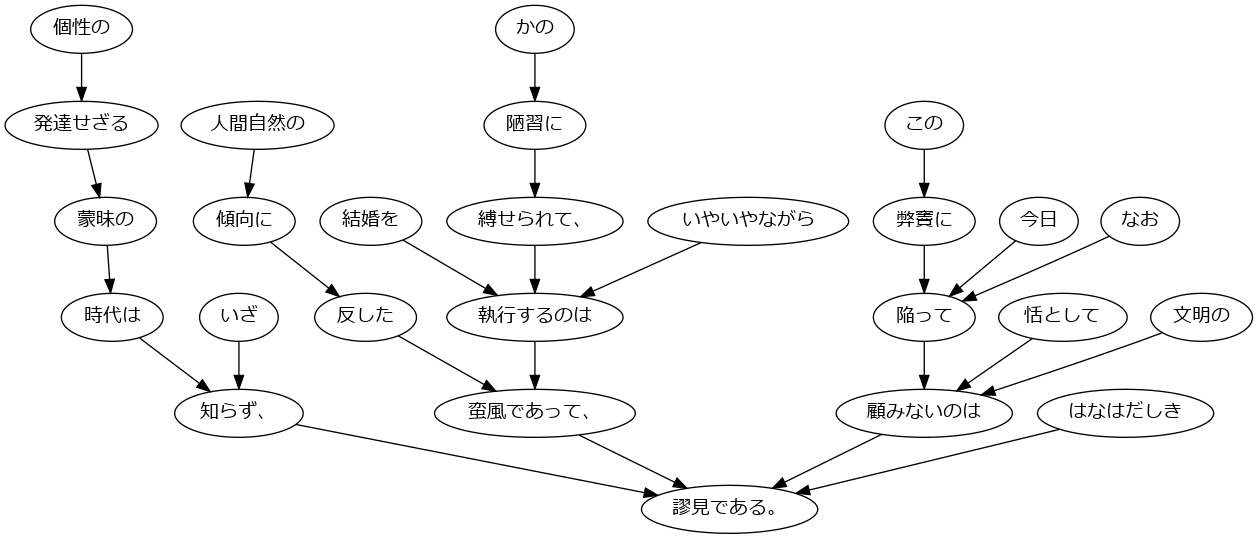 個性の
かの
発達せざる
人間自然の
陋習に
この
蒙昧の
傾向に
結婚を
縛せられて、
いやいやながら
弊竇に
今日
なお
時代は
いざ
反した
執行するのは
陥って
恬として
文明の
知らず、
蛮風であって、
顧みないのは
はなはだしき
謬見である。